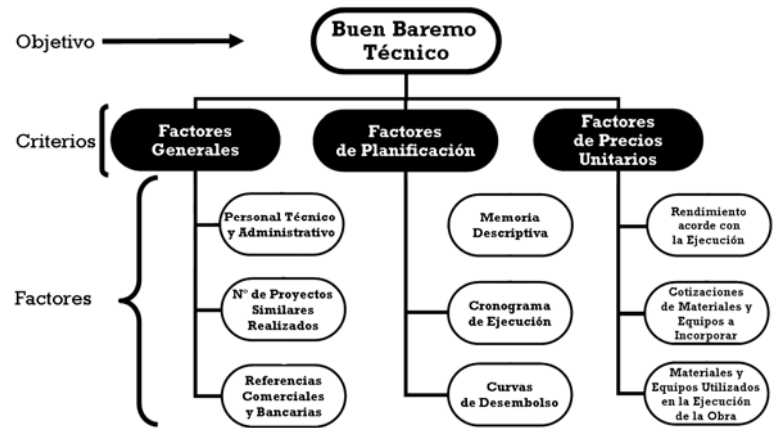 Objetivo
Buen Baremo
Técnico
Criterios
Factores
Generales
Factores
de Planificación
Factores
de Precios
Unitarios
Factores
Personal Técnico
y Administrativo
N° de Proyectos
Similares
Realizados
Referencias
Comerciales
y Bancarias
Memoria
Descriptiva
Cronograma
de Ejecución
Curvas
de Desembolso
Rendimiento
acorde con
la Ejecución
Cotizaciones
de Materiales y
Equipos a
Incorporar
Materiales y
Equipos Utilizados
en la Ejecución
de la Obra